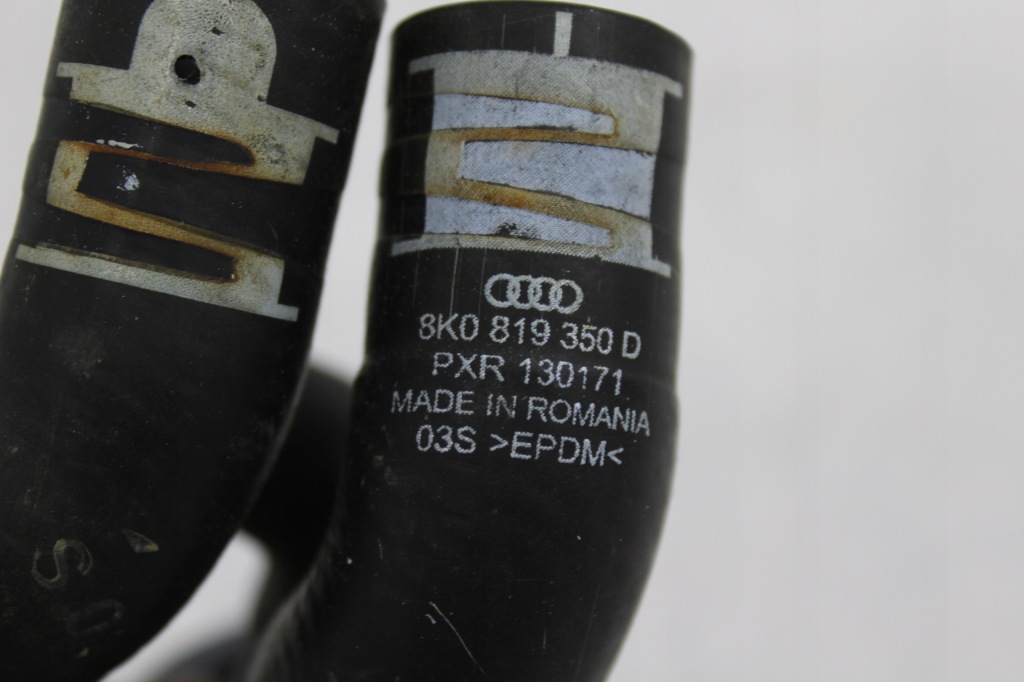 8K0 819 350 D
PXR 130171
MADE IN ROMANIA
03S >EPDM<